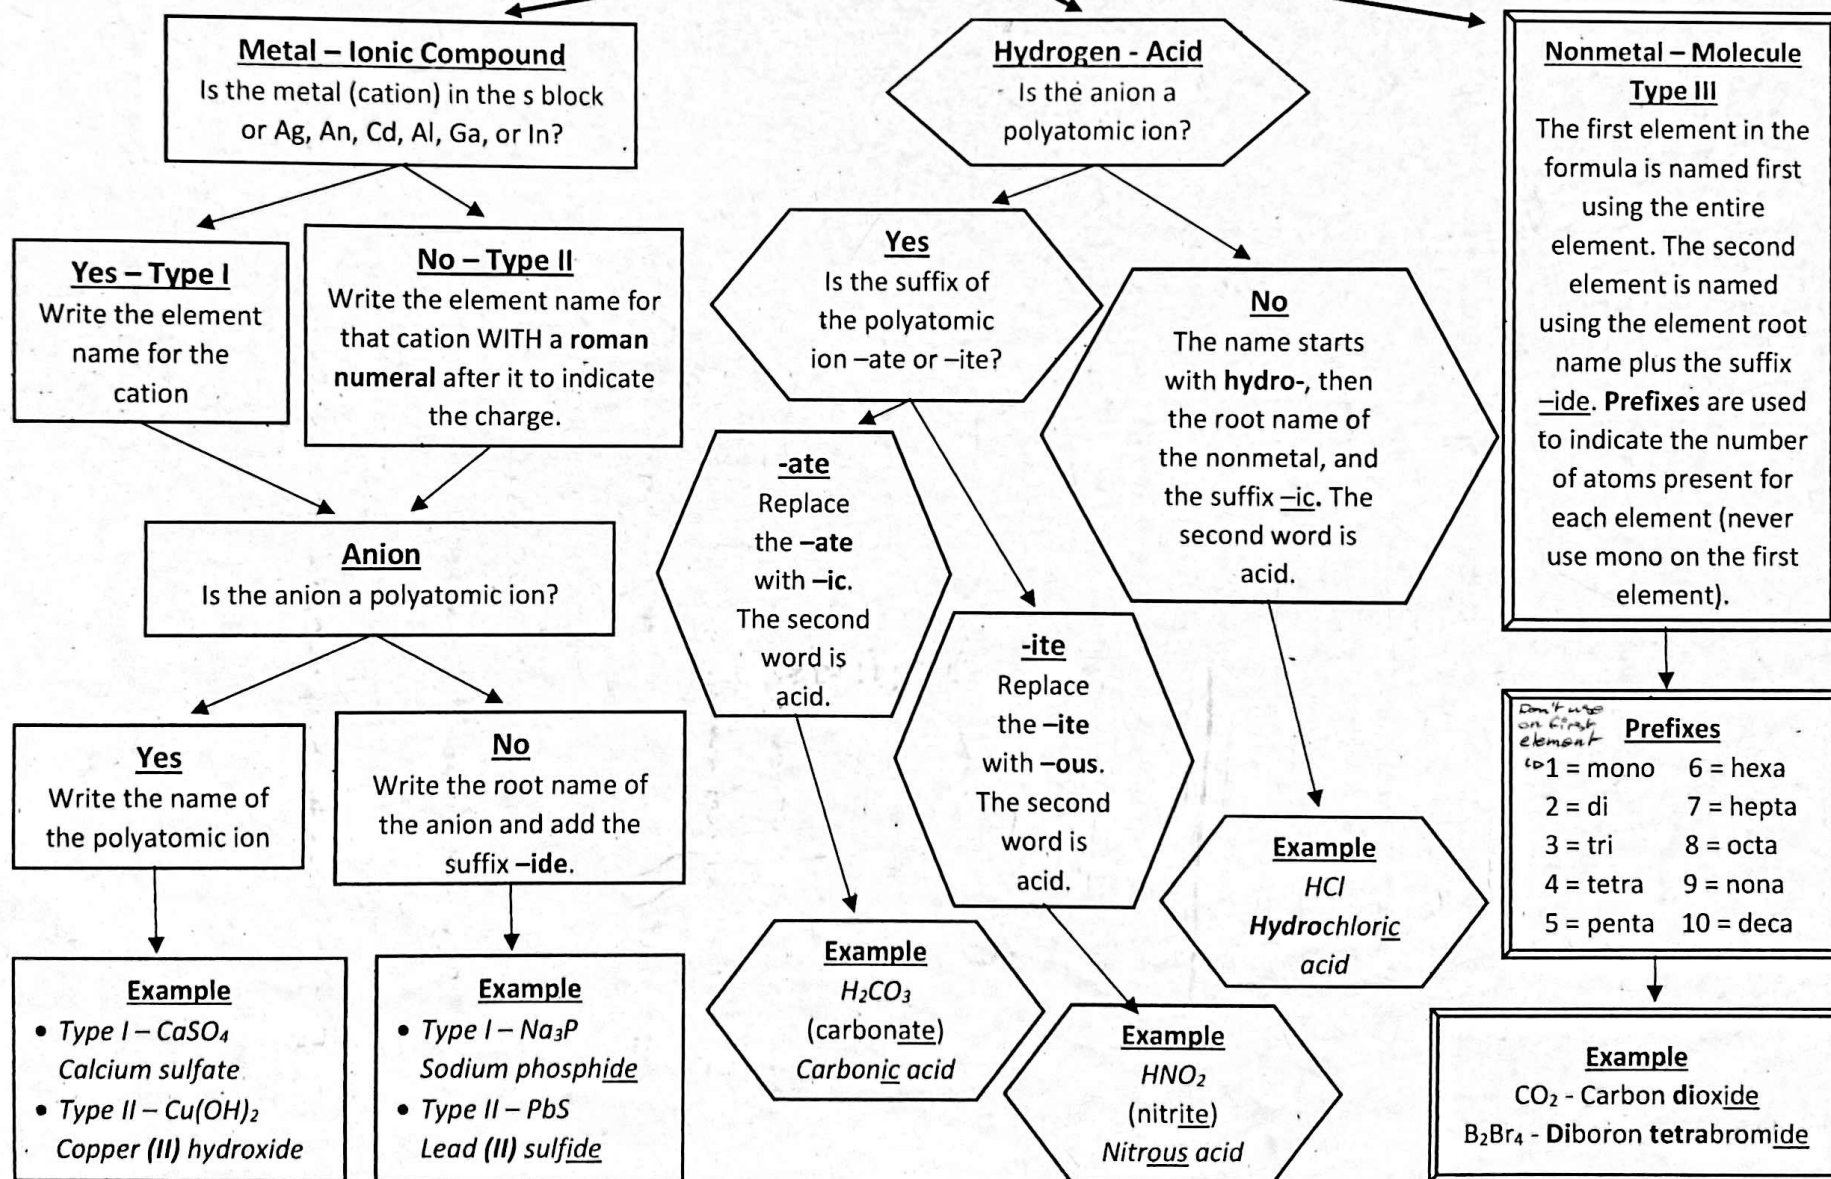 Metal – Ionic Compound
Is the metal (cation) in the s block
or Ag, An, Cd, Al, Ga, or In?
Hydrogen - Acid
Is the anion a
polyatomic ion?
Nonmetal – Molecule
Type III
The first element in the
formula is named first
using the entire
element. The second
element is named
using the element root
name plus the suffix
–ide. Prefixes are used
to indicate the number
of atoms present for
each element (never
use mono on the first
element).
Yes – Type I
Write the element
name for the
cation
No – Type II
Write the element name for
that cation WITH a roman
numeral after it to indicate
the charge.
Yes
Is the suffix of
the polyatomic
ion –ate or –ite?
No
The name starts
with hydro-, then
the root name of
the nonmetal, and
the suffix –ic. The
second word is
acid.
Anion
Is the anion a polyatomic ion?
-ate
Replace
the –ate
with –ic.
The second
word is
acid.
-ite
Replace
the –ite
with –ous.
The second
word is
acid.
Yes
Write the name of
the polyatomic ion
No
Write the root name of
the anion and add the
suffix –ide.
Don't use
on first
element
Prefixes
1 = mono 6 = hexa
2 = di 7 = hepta
3 = tri 8 = octa
4 = tetra 9 = nona
5 = penta 10 = deca
Example
HCl
Hydrochloric
acid
Example
• Type I – CaSO₄
Calcium sulfate
• Type II – Cu(OH)₂
Copper (II) hydroxide
Example
• Type I – Na₃P
Sodium phosphide
• Type II – PbS
Lead (II) sulfide
Example
H₂CO₃
(carbonate)
Carbonic acid
Example
HNO₂
(nitrite)
Nitrous acid
Example
CO₂ - Carbon dioxide
B₂Br₄ - Diboron tetrabromide